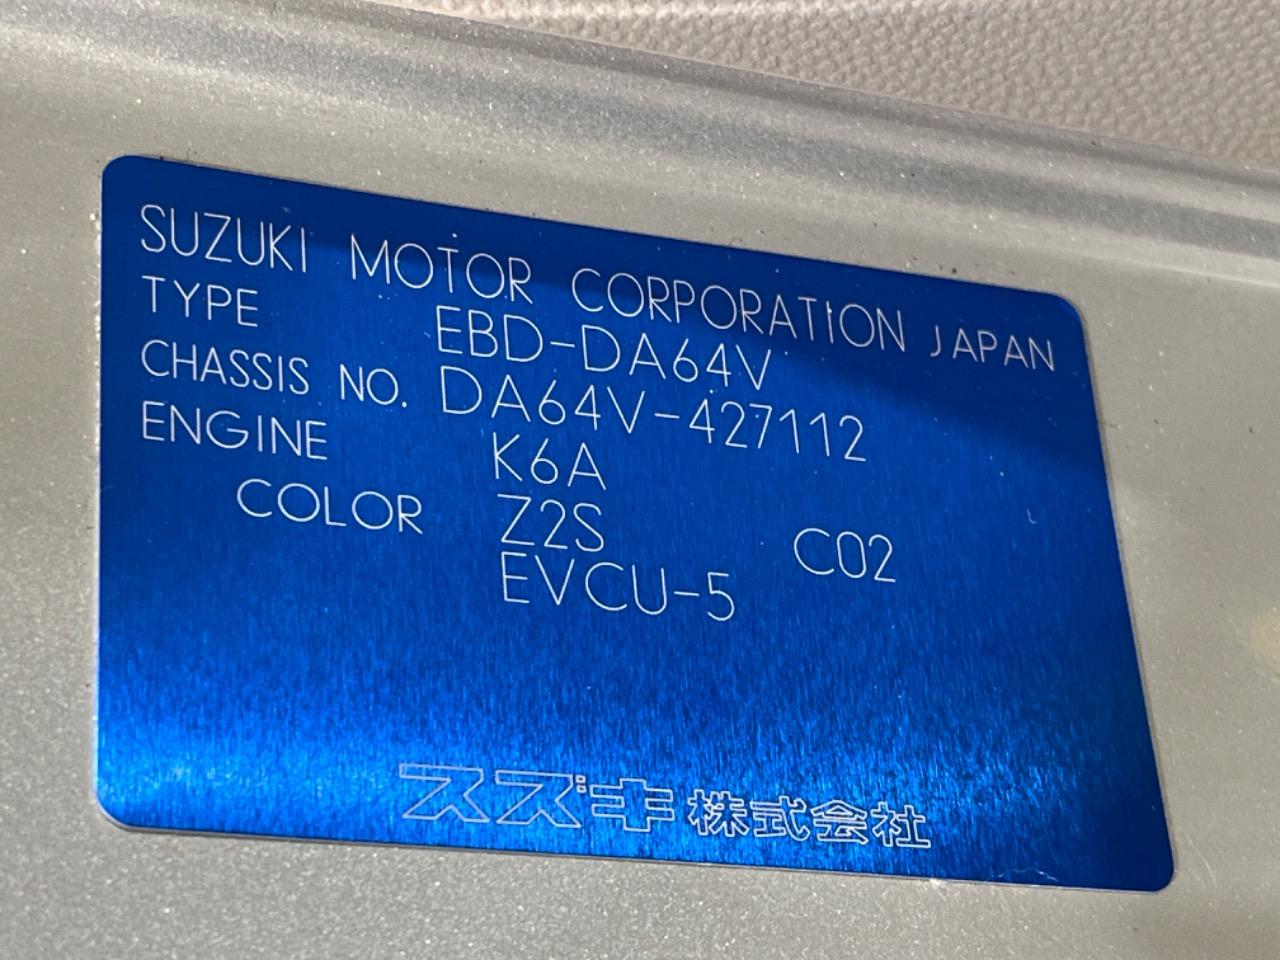 SUZUKI MOTOR CORPORATION JAPAN
TYPE EBD-DA64V
CHASSIS NO. DA64V-427112
ENGINE K6A
COLOR Z2S C02
EVCU-5
スズキ株式会社